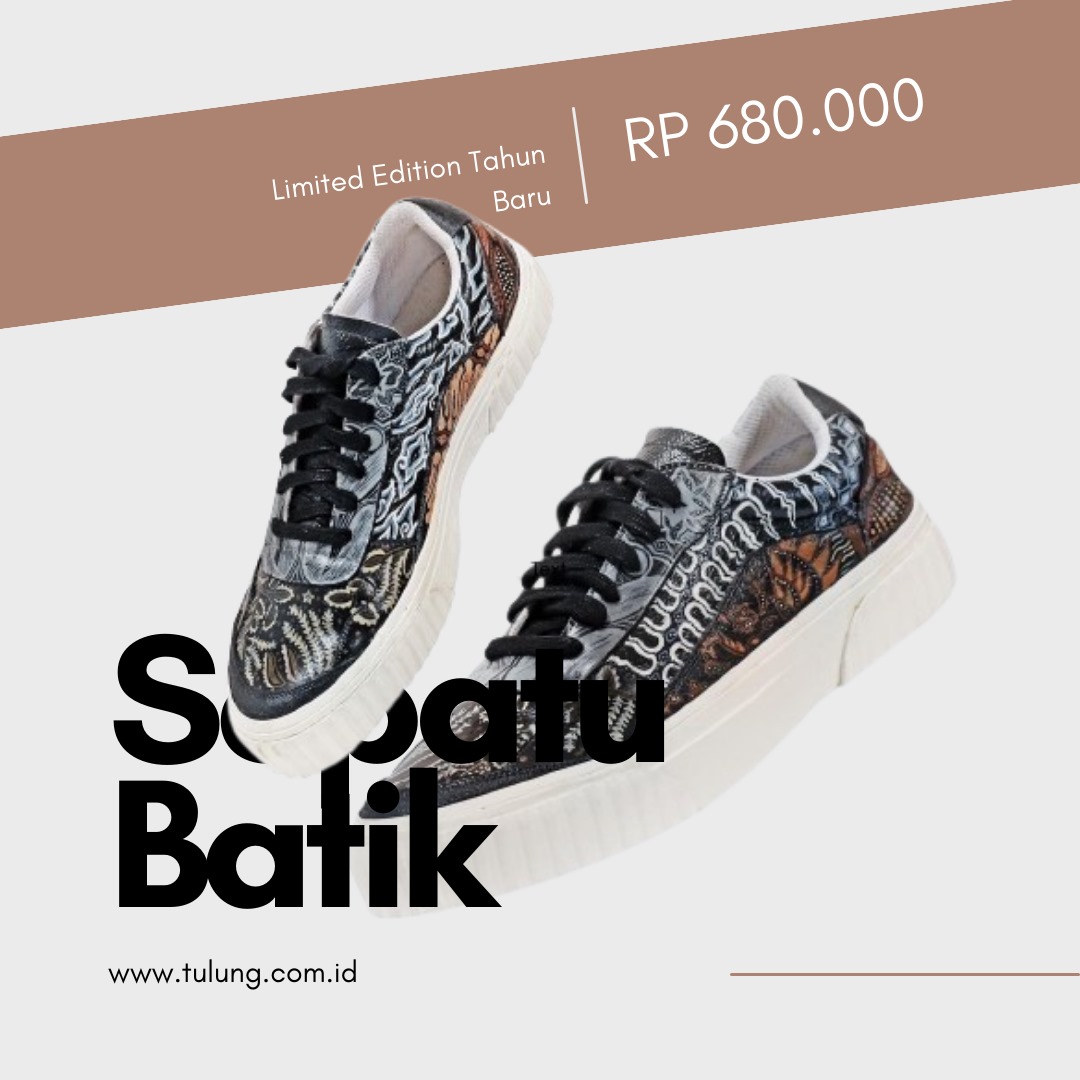 Limited Edition Tahun
Baru
RP 680.000
Sepatu
Batik
www.tulung.com.id